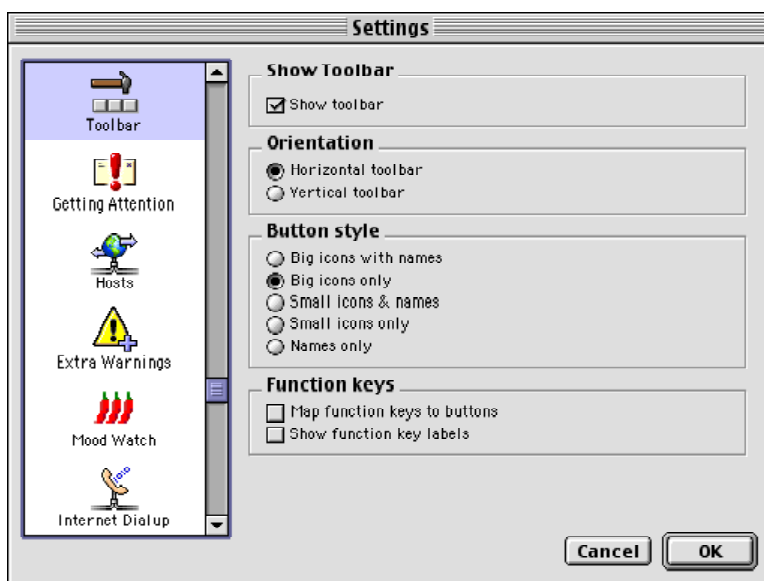 Settings
Toolbar
Getting Attention
Hosts
Extra Warnings
Mood Watch
Internet Dialup
Show Toolbar
Show toolbar
Orientation
Horizontal toolbar
Vertical toolbar
Button style
Big icons with names
Big icons only
Small icons & names
Small icons only
Names only
Function keys
Map function keys to buttons
Show function key labels
Cancel
OK